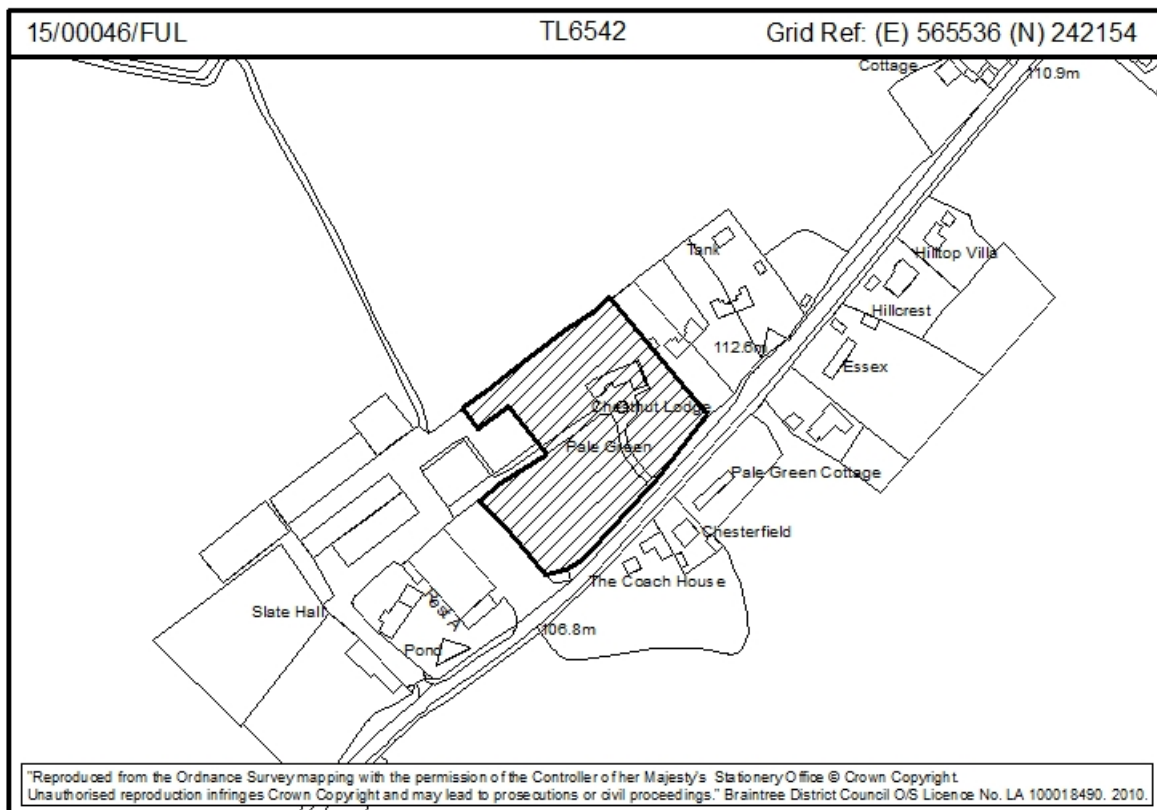 15/00046/FUL TL6542 Grid Ref: (E) 565536 (N) 242154
Cottage
110.9m
Tank
Hilltop Villa
Hillcrest
112.6m
Essex
Chestnut Lodge
Pale Green
Pale Green Cottage
Chesterfield
The Coach House
Slate Hall
Rest A
106.8m
Pond
"Reproduced from the Ordnance Survey mapping with the permission of the Controller of her Majesty's Stationery Office © Crown Copyright.
Unauthorised reproduction infringes Crown Copyright and may lead to prosecutions or civil proceedings." Braintree District Council O/S Licence No. LA 100018490. 2010.